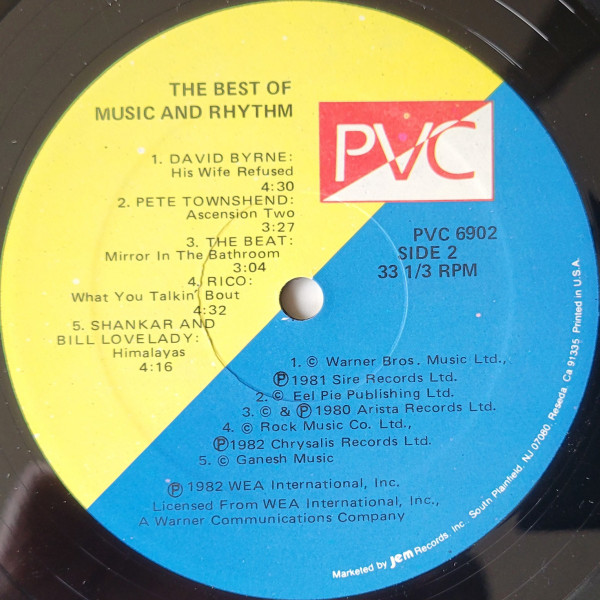 THE BEST OF
MUSIC AND RHYTHM
PVC
1. DAVID BYRNE:
His Wife Refused
4:30
2. PETE TOWNSHEND:
Ascension Two
3:27
3. THE BEAT:
Mirror In The Bathroom
3:04
4. RICO:
What You Talkin' Bout
4:32
5. SHANKAR AND
BILL LOVELADY:
Himalayas
4:16
PVC 6902
SIDE 2
33 1/3 RPM
1. © Warner Bros. Music Ltd.,
℗1981 Sire Records Ltd.
2. © Eel Pie Publishing Ltd.
3. © & ℗ 1980 Arista Records Ltd.
4. © Rock Music Co. Ltd.,
℗1982 Chrysalis Records Ltd.
5. © Ganesh Music
℗ 1982 WEA International, Inc.
Licensed From WEA International, Inc.,
A Warner Communications Company
Marketed by jem Records, Inc. South Plainfield, NJ 07080, Reseda, Ca 91335 Printed in U.S.A.